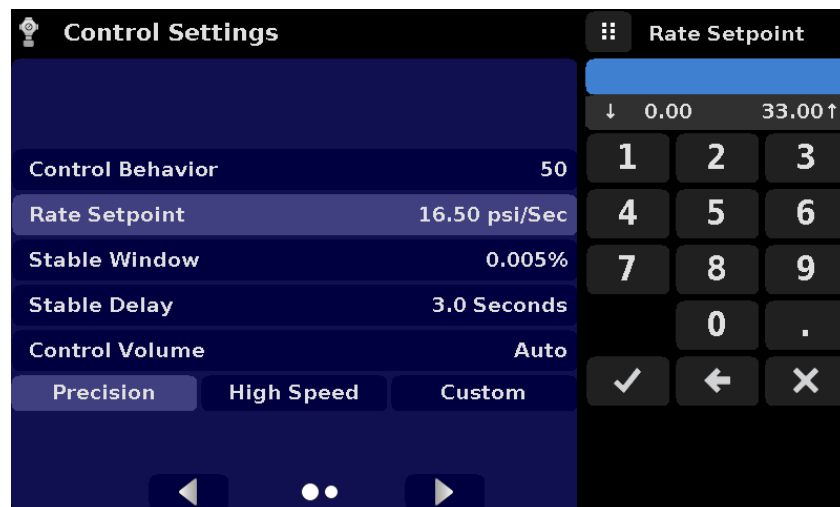 Control Settings
Rate Setpoint
↓ 0.00 33.00↑
Control Behavior 50
Rate Setpoint 16.50 psi/Sec
Stable Window 0.005%
Stable Delay 3.0 Seconds
Control Volume Auto
Precision High Speed Custom
1 2 3
4 5 6
7 8 9
0 .